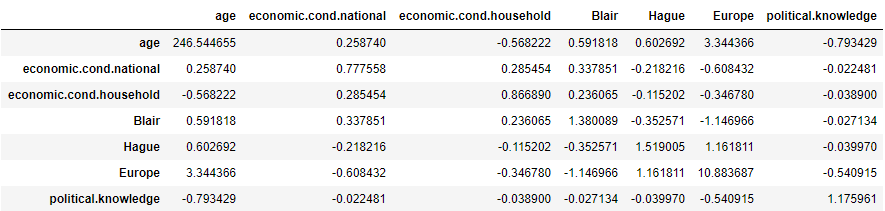 age economic.cond.national economic.cond.household Blair Hague Europe political.knowledge
age 246.544655 0.258740 -0.568222 0.591818 0.602692 3.344366 -0.793429
economic.cond.national 0.258740 0.777558 0.285454 0.337851 -0.218216 -0.608432 -0.022481
economic.cond.household -0.568222 0.285454 0.866890 0.236065 -0.115202 -0.346780 -0.038900
Blair 0.591818 0.337851 0.236065 1.380089 -0.352571 -1.146966 -0.027134
Hague 0.602692 -0.218216 -0.115202 -0.352571 1.519005 1.161811 -0.039970
Europe 3.344366 -0.608432 -0.346780 -1.146966 1.161811 10.883687 -0.540915
political.knowledge -0.793429 -0.022481 -0.038900 -0.027134 -0.039970 -0.540915 1.175961